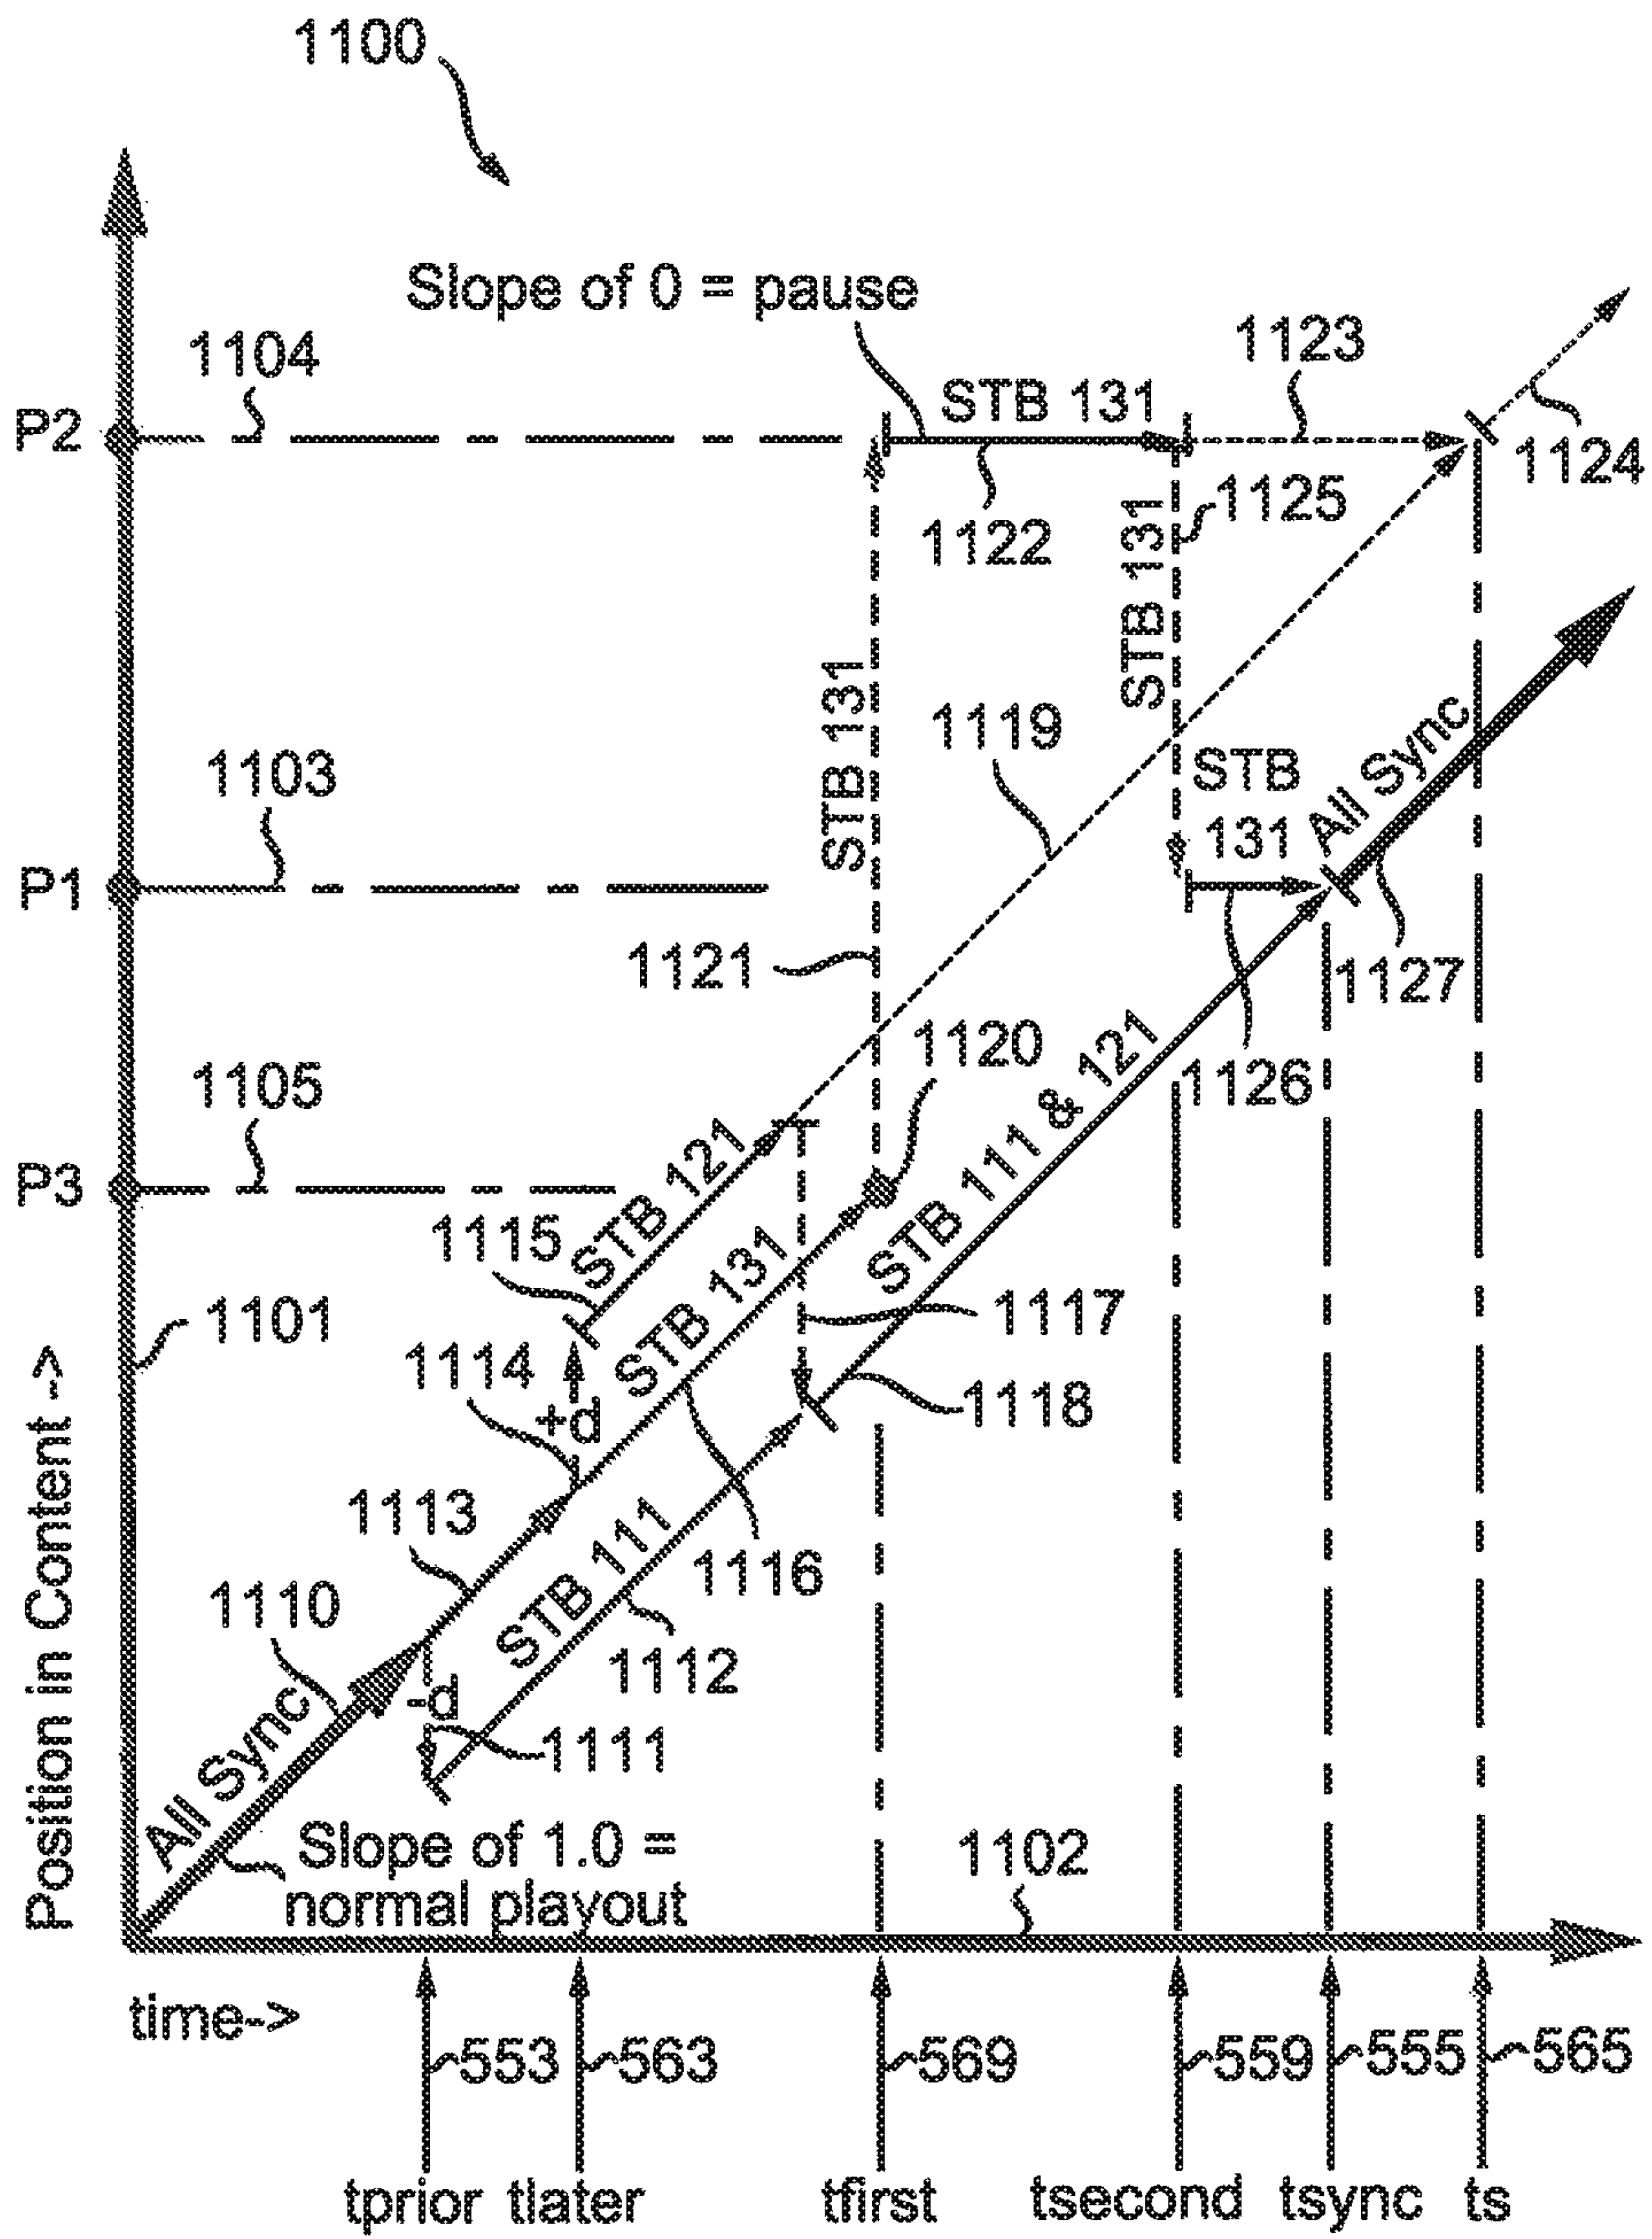 1100
Slope of 0 = pause
1104
1123
STB 131
P2
1124
1125
1122
STB 131
STB 131
1119
1103
STB
131
All Sync
P1
1121
1127
1120
1126
1105
STB 121
STB 111 & 121
P3
1115
STB 131
1117
1101
1114
+d
1118
1113
STB 111
1116
1110
1112
-d
1111
All Sync
Slope of 1.0 =
normal playout
1102
Position in Content ->
time->
553
563
569
559
555
565
tprior
tlater
tfirst
tsecond
tsync
ts